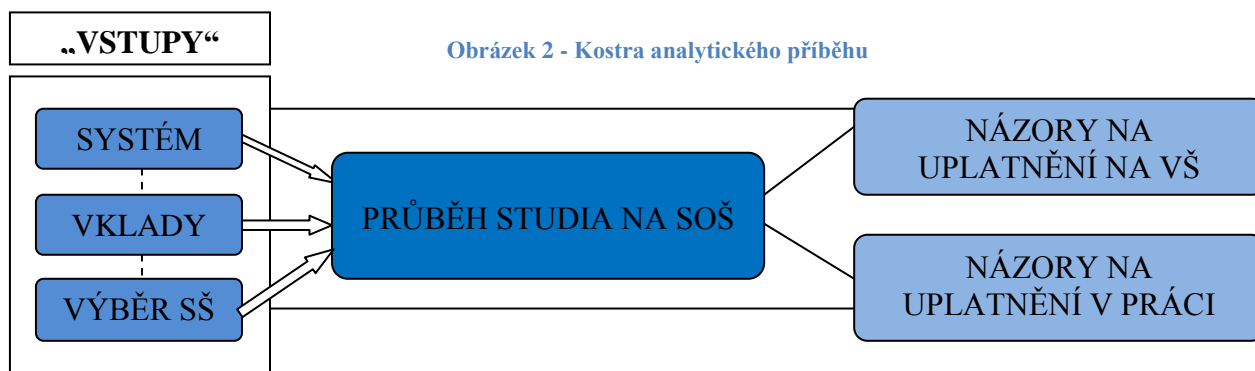 „VSTUPY“
Obrázek 2 - Kostra analytického příběhu
SYSTÉM
VKLADY
VÝBĚR SŠ
PRŮBĚH STUDIA NA SOŠ
NÁZORY NA
UPLATNĚNÍ NA VŠ
NÁZORY NA
UPLATNĚNÍ V PRÁCI